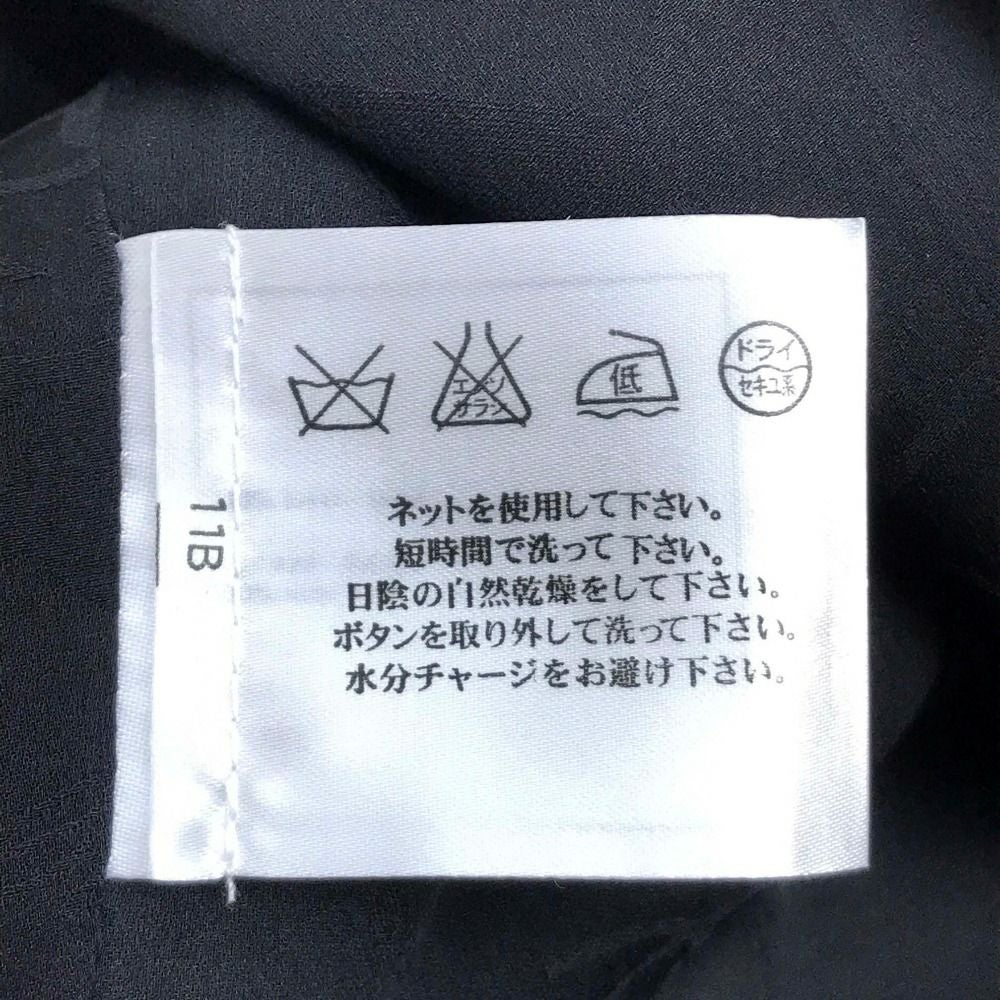 エンソ
サラシ
低
ドライ
セキユ系
ネットを使用して下さい。
短時間で洗って下さい。
日陰の自然乾燥をして下さい。
ボタンを取り外して洗って下さい。
水分チャージをお避け下さい。
11B